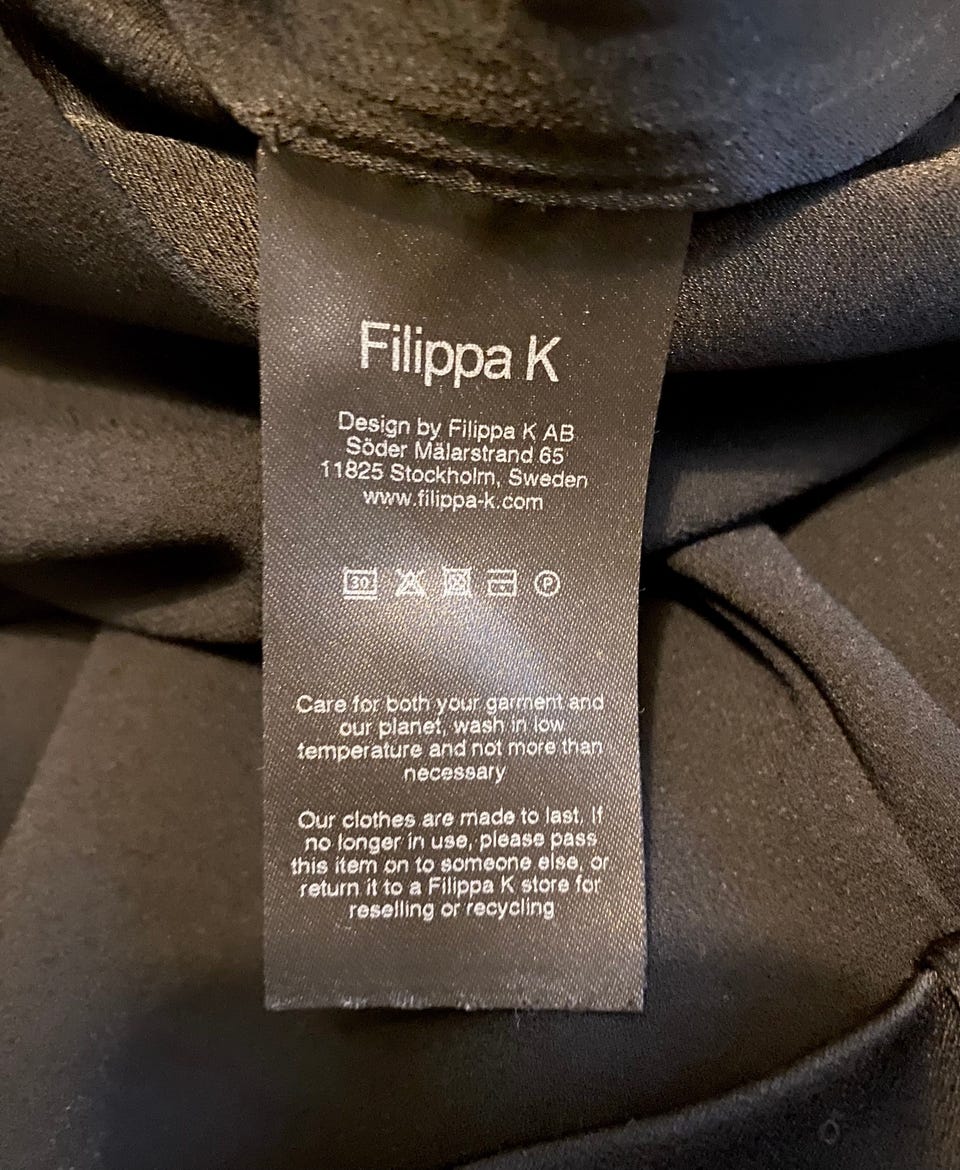 Filippa K
Design by Filippa K AB
Söder Mälarstrand 65
11825 Stockholm, Sweden
www.filippa-k.com
30 P
Care for both your garment and
our planet, wash in low
temperature and not more than
necessary
Our clothes are made to last. If
no longer in use, please pass
this item on to someone else, or
return it to a Filippa K store for
reselling or recycling